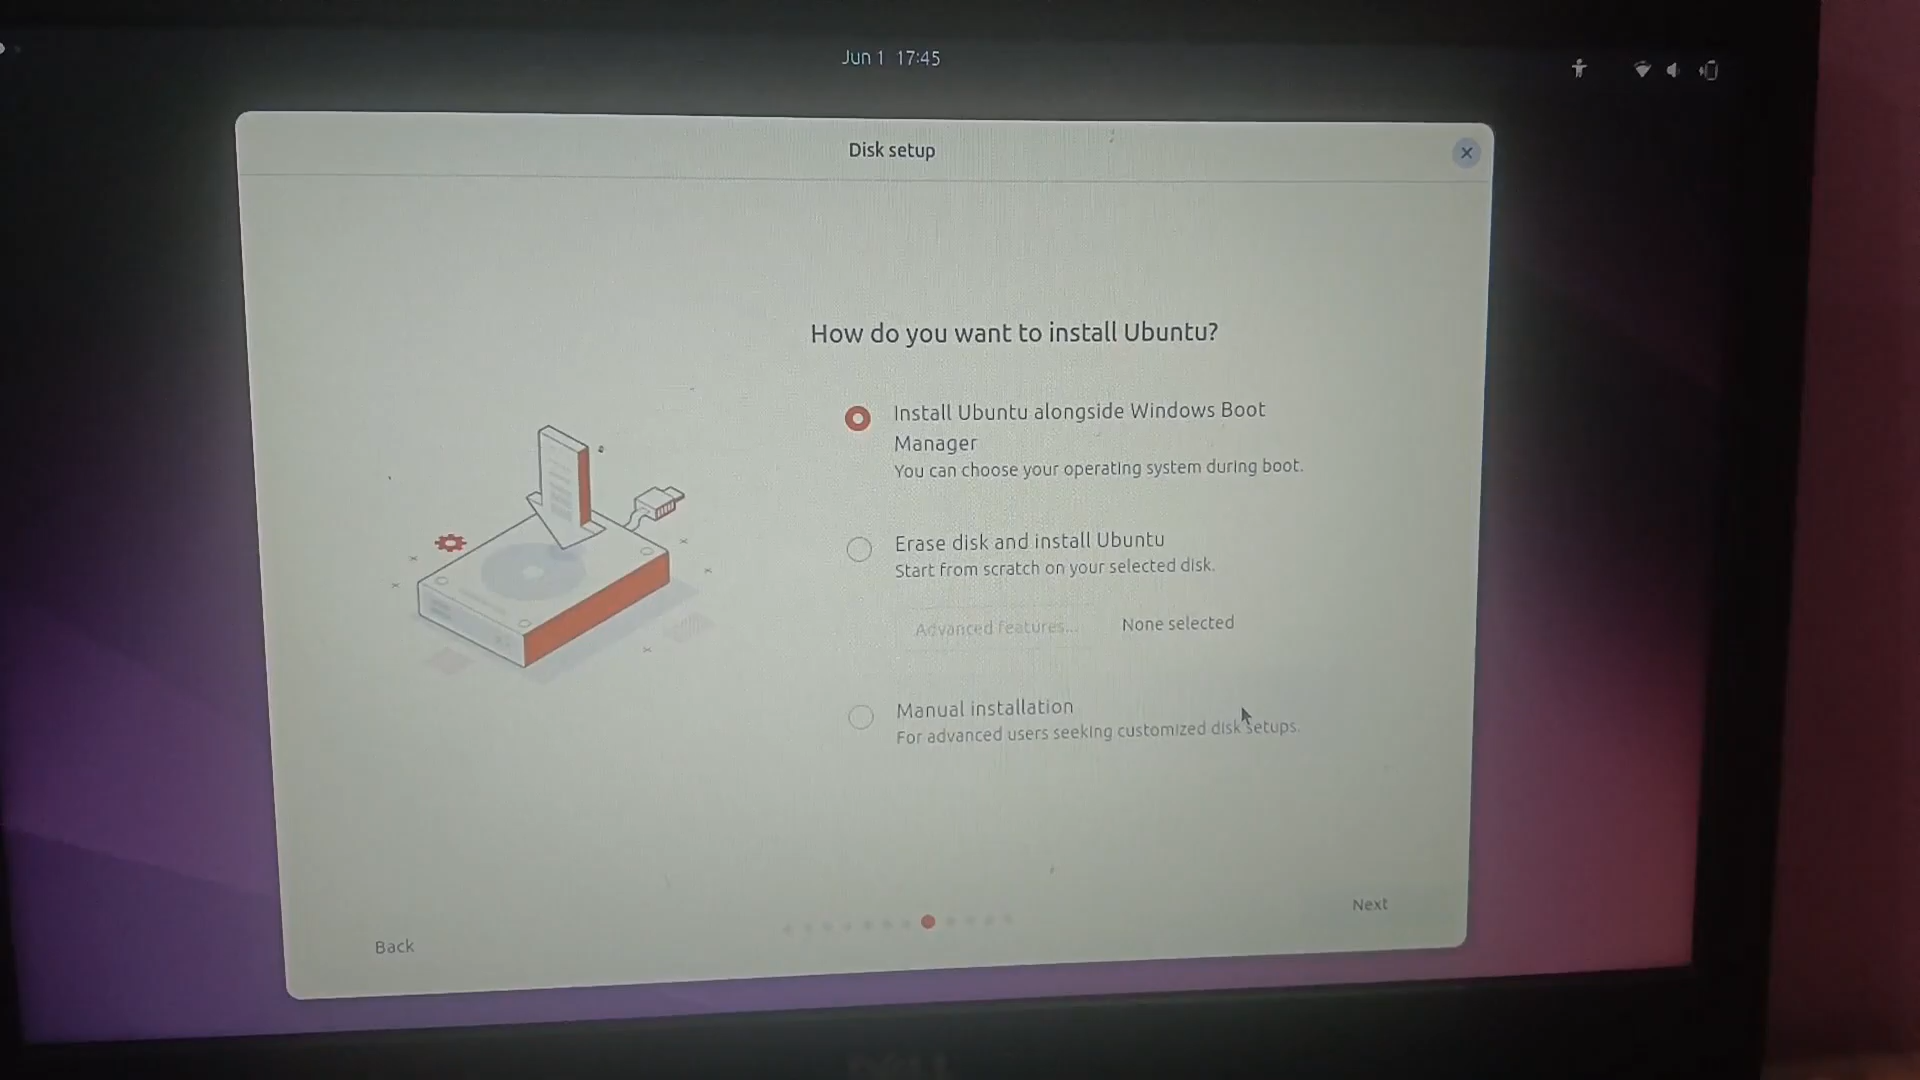 Jun 1 17:45
Disk setup
How do you want to install Ubuntu?
Install Ubuntu alongside Windows Boot
Manager
You can choose your operating system during boot.
Erase disk and install Ubuntu
Start from scratch on your selected disk.
Advanced features... None selected
Manual installation
For advanced users seeking customized disk setups.
Back
Next